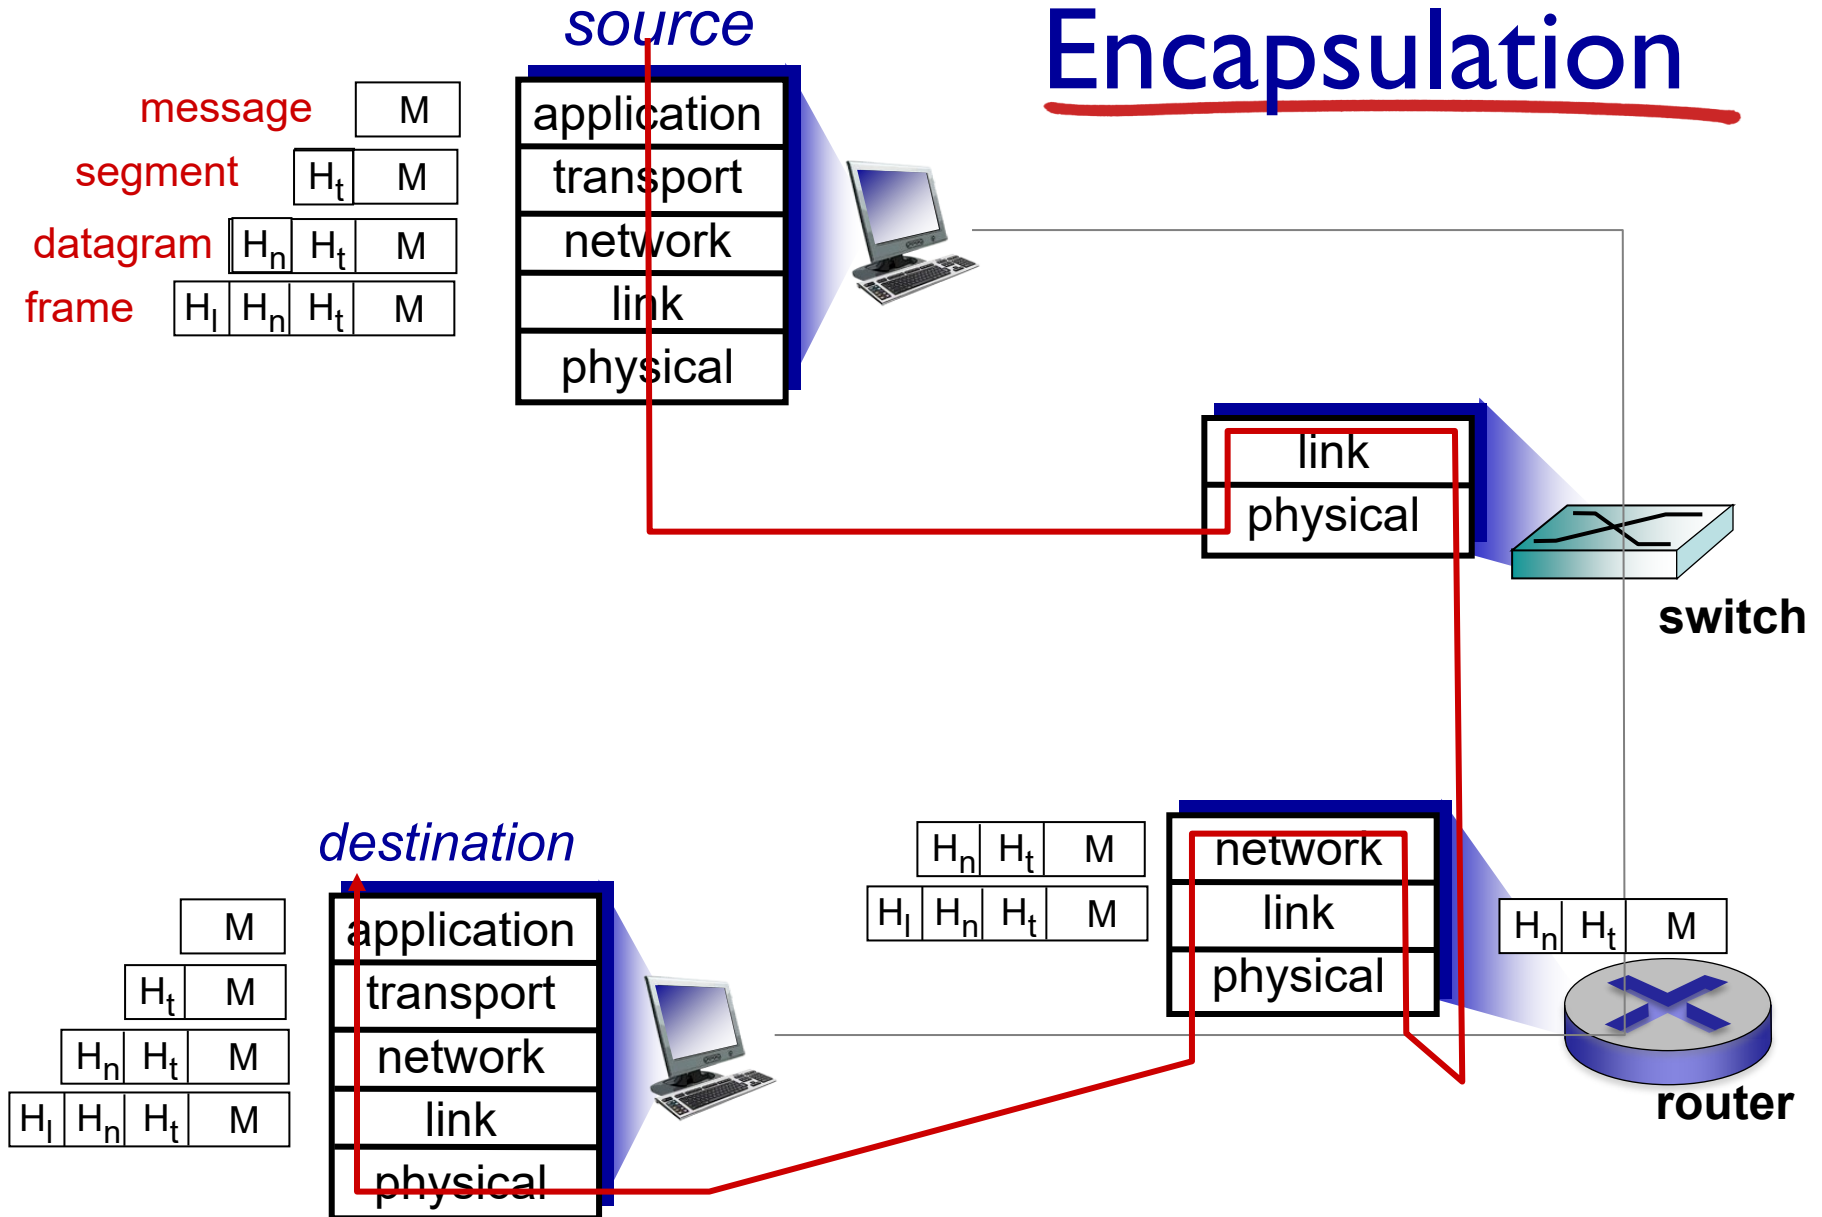 source
Encapsulation
message M
segment Ht M
datagram Hn Ht M
frame Hl Hn Ht M
application
transport
network
link
physical
link
physical
switch
destination
M
Ht M
Hn Ht M
Hl Hn Ht M
application
transport
network
link
physical
Hn Ht M
Hl Hn Ht M
network
link
physical
Hn Ht M
router